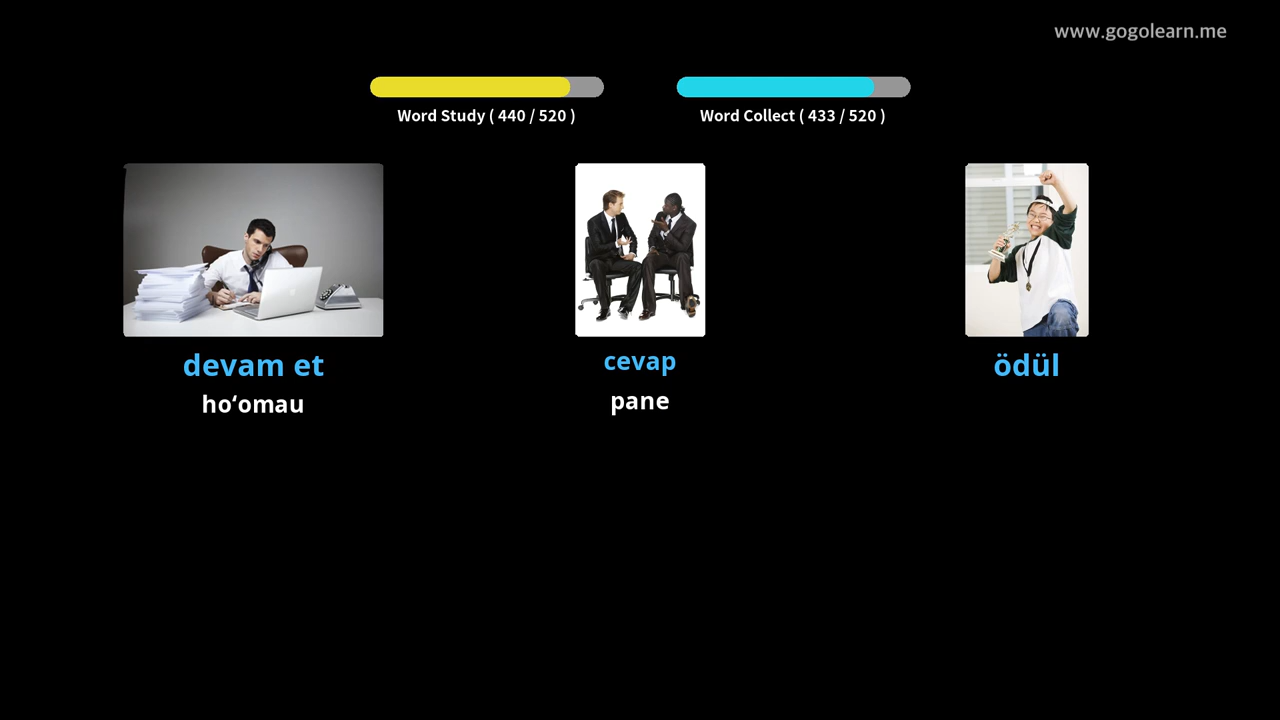 www.gogolearn.me
Word Study ( 440 / 520 )
Word Collect ( 433 / 520 )
devam et
hoʻomau
cevap
pane
ödül